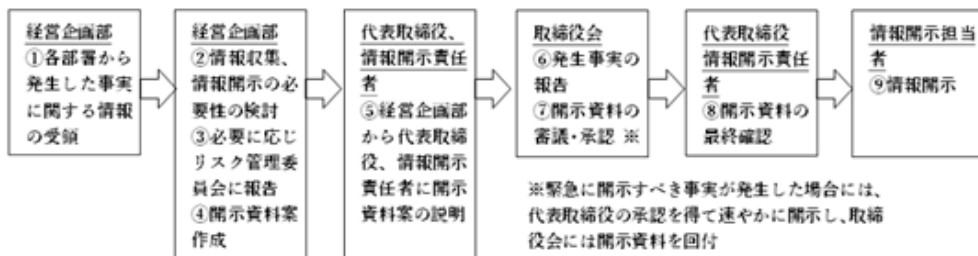 経営企画部
①各部署から
発生した事実
に関する情報
の受領
経営企画部
②情報収集、
情報開示の必
要性の検討
③必要に応じ
リスク管理委
員会に報告
④開示資料案
作成
代表取締役、
情報開示責任
者
⑤経営企画部
から代表取締
役、情報開示
責任者に開示
資料案の説明
取締役会
⑥発生事実の
報告
⑦開示資料の
審議・承認 ※
代表取締役
情報開示責任
者
⑧開示資料の
最終確認
情報開示担当
者
⑨情報開示
※緊急に開示すべき事実が発生した場合には、
代表取締役の承認を得て速やかに開示し、取締
役会には開示資料を回付